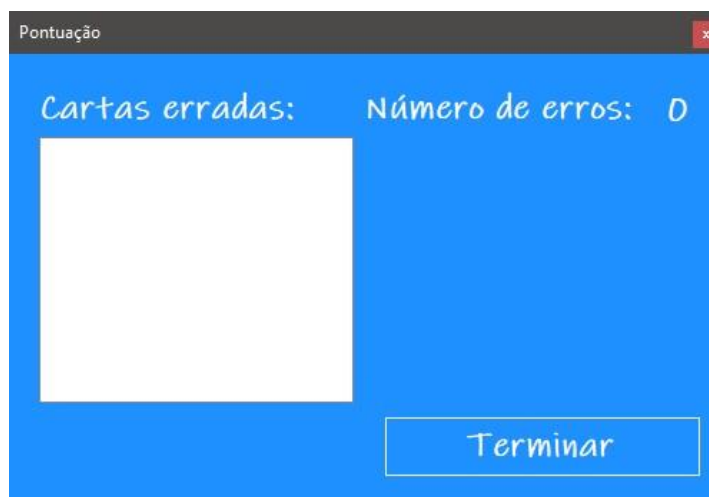 Pontuação
x
Cartas erradas:
Número de erros: 0
Terminar